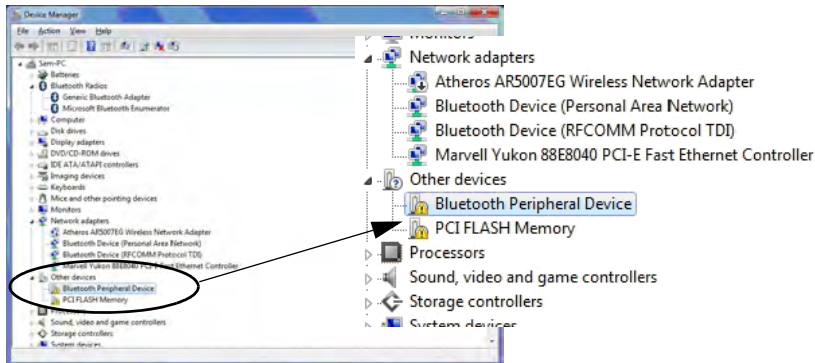 Device Manager
File Action View Help
Sam-PC
Batteries
Bluetooth Radios
Generic Bluetooth Adapter
Microsoft Bluetooth Enumerator
Computer
Disk drives
Display adapters
DVD/CD-ROM drives
IDE ATA/ATAPI controllers
Imaging devices
Keyboards
Mice and other pointing devices
Monitors
Network adapters
Atheros AR5007EG Wireless Network Adapter
Bluetooth Device (Personal Area Network)
Bluetooth Device (RFCOMM Protocol TDI)
Marvell Yukon 88E8040 PCI-E Fast Ethernet Controller
Other devices
Bluetooth Peripheral Device
PCI FLASH Memory
Processors
Sound, video and game controllers
Storage controllers
System devices
Monitors
Network adapters
Atheros AR5007EG Wireless Network Adapter
Bluetooth Device (Personal Area Network)
Bluetooth Device (RFCOMM Protocol TDI)
Marvell Yukon 88E8040 PCI-E Fast Ethernet Controller
Other devices
Bluetooth Peripheral Device
PCI FLASH Memory
Processors
Sound, video and game controllers
Storage controllers
System devices